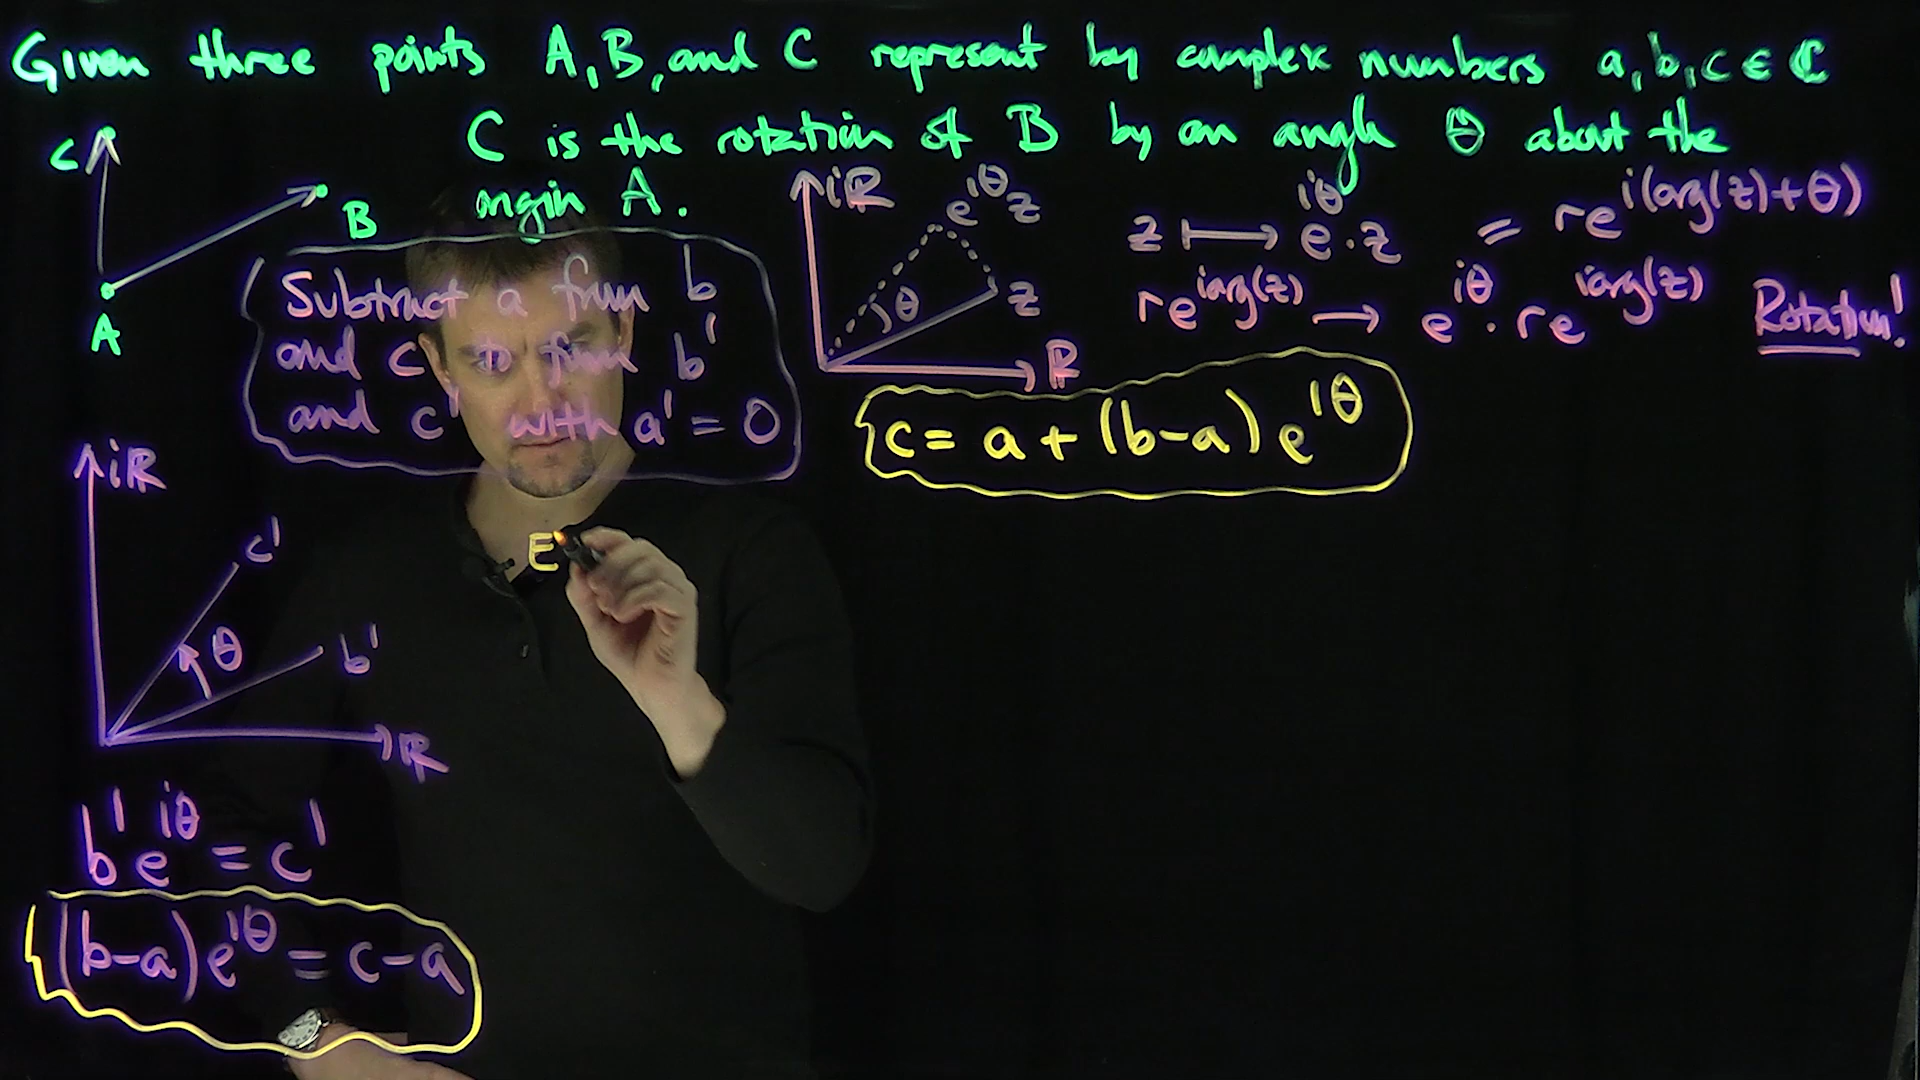 Given three points A, B, and C represent by complex numbers a, b, c ∈ ℂ
C is the rotation of B by an angle θ about the
origin A.
C
B
A
Subtract a from b
and c to from b'
and c' with a' = 0
iℝ
e^{iθ}z
θ
z
ℝ
z ↦ e^{iθ}·z = re^{i(arg(z)+θ)}
re^{iarg(z)} → e^{iθ}·re^{iarg(z)} Rotation!
c = a + (b-a)e^{iθ}
E
iℝ
c'
θ
b'
ℝ
b'e^{iθ} = c'
(b-a)e^{iθ} = c-a